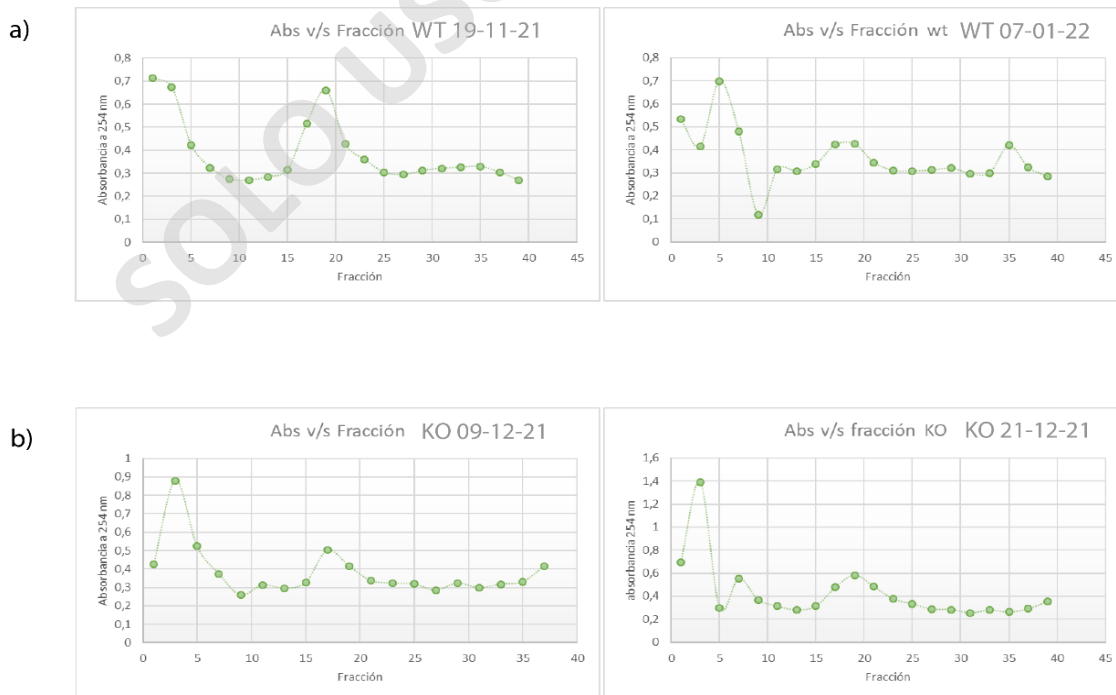 a)
Abs v/s Fracción WT 19-11-21
Absorbancia a 254 nm
0,8
0,7
0,6
0,5
0,4
0,3
0,2
0,1
0
0 5 10 15 20 25 30 35 40 45
Fracción
Abs v/s Fracción wt WT 07-01-22
Absorbancia a 254 nm
0,8
0,7
0,6
0,5
0,4
0,3
0,2
0,1
0
0 5 10 15 20 25 30 35 40 45
Fracción
SOLO US
b)
Abs v/s Fracción KO 09-12-21
Absorbancia a 254 nm
1
0,9
0,8
0,7
0,6
0,5
0,4
0,3
0,2
0,1
0
0 5 10 15 20 25 30 35 40
Fracción
Abs v/s fracción KO KO 21-12-21
absorbancia 254 nm
1,6
1,4
1,2
1
0,8
0,6
0,4
0,2
0
0 5 10 15 20 25 30 35 40 45
Fracción